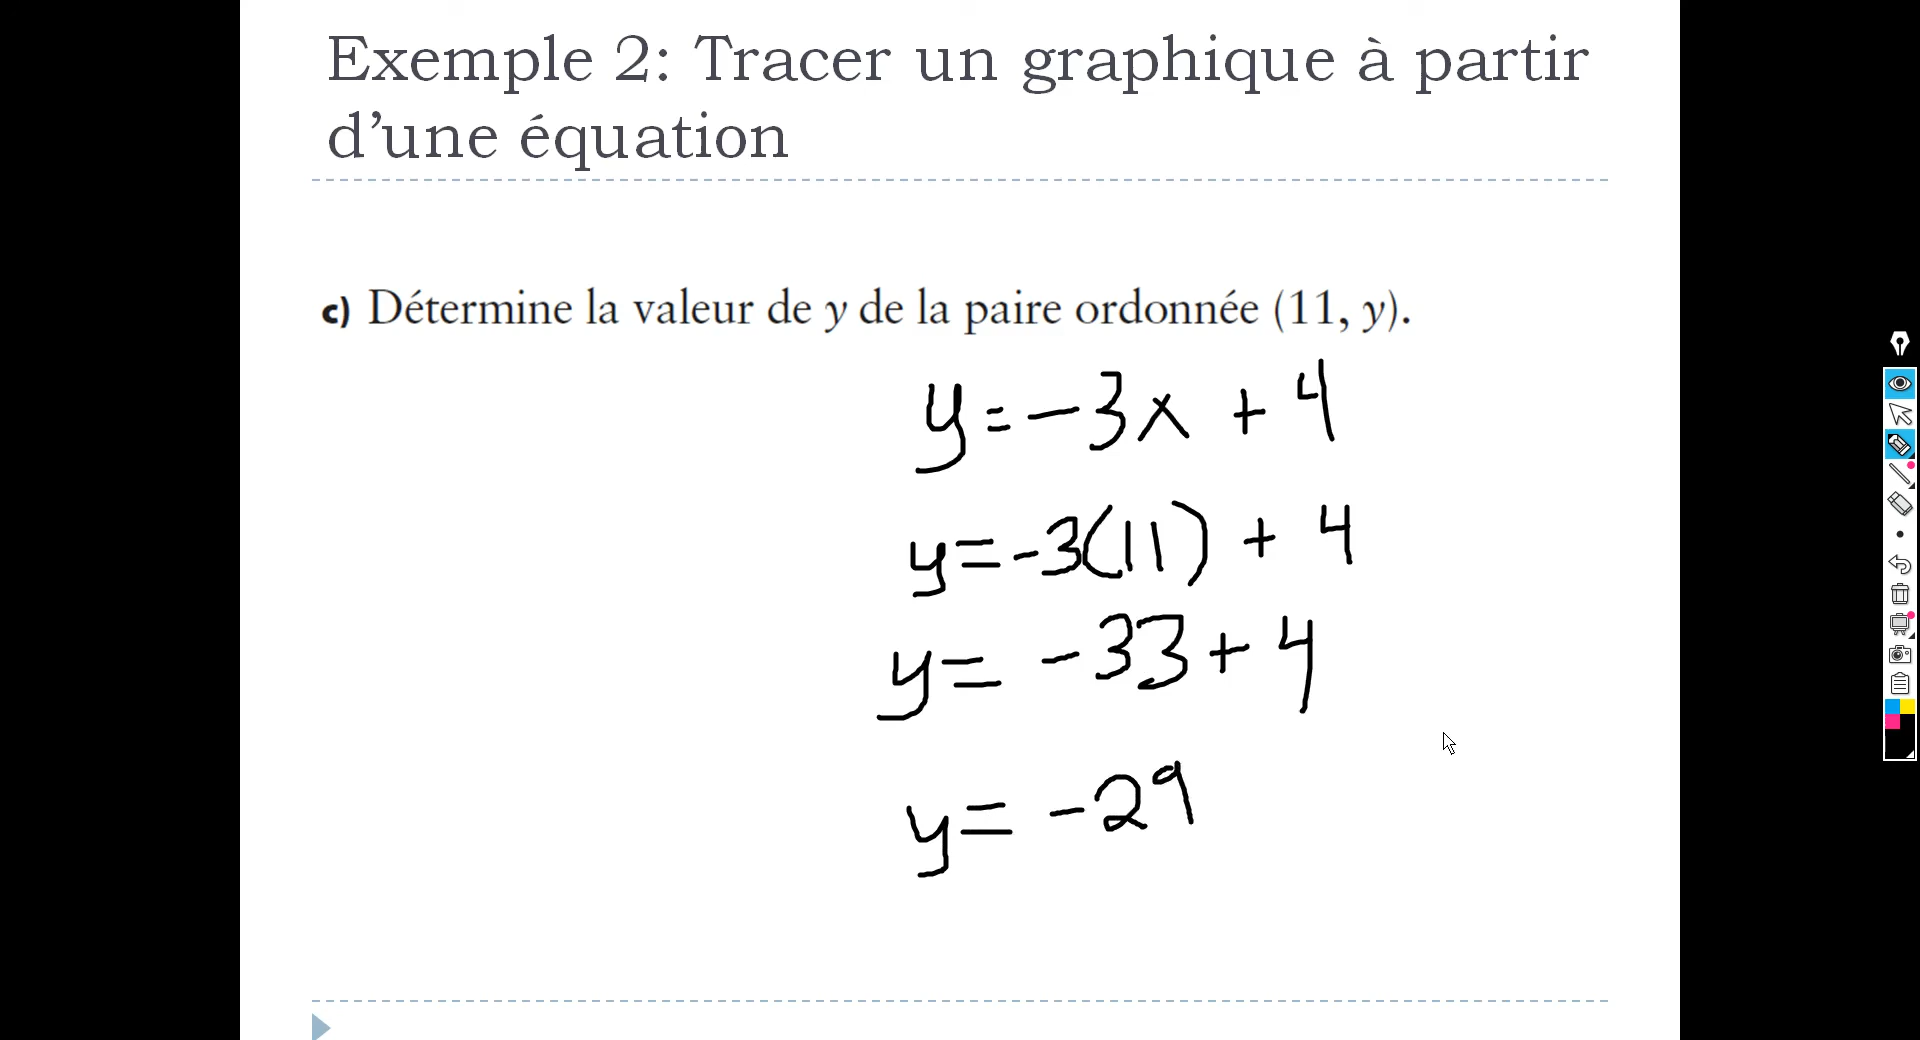 Exemple 2: Tracer un graphique à partir
d’une équation
c) Détermine la valeur de y de la paire ordonnée (11, y).
y = -3x + 4
y = -3(11) + 4
y = -33 + 4
y = -29